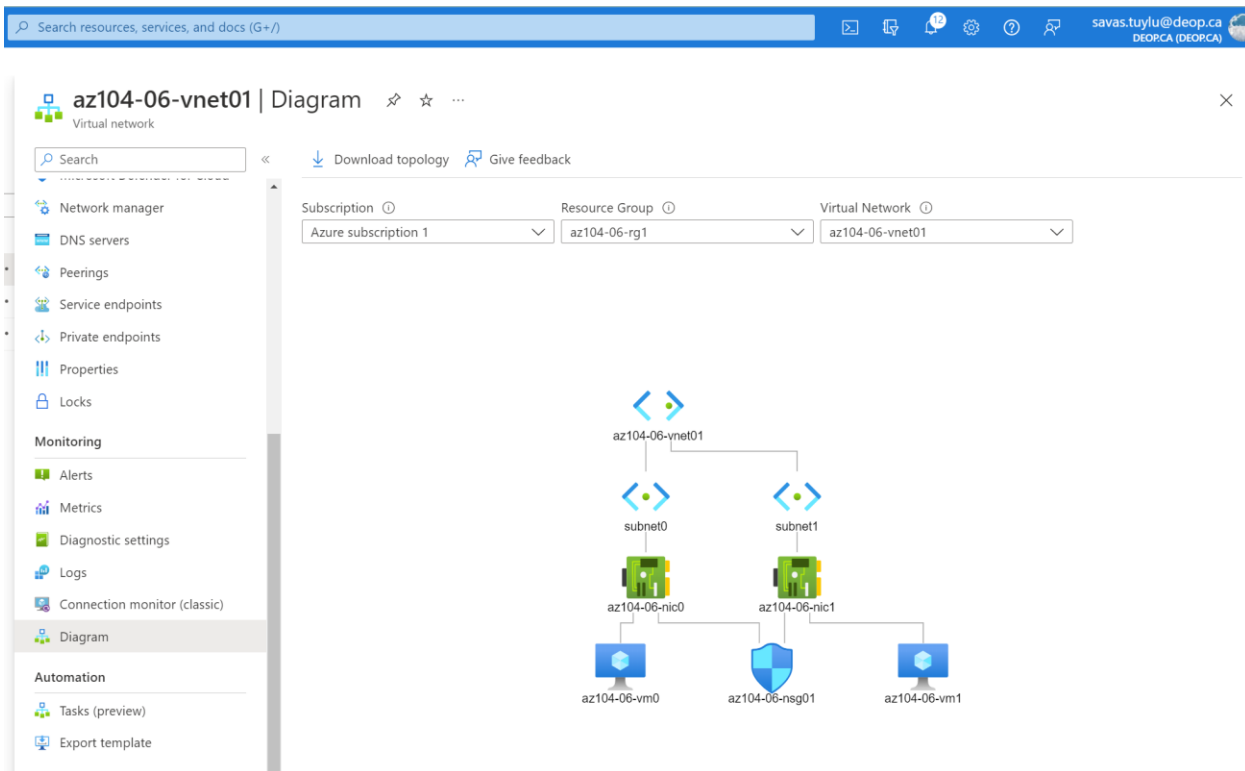 Search resources, services, and docs (G+/)
12
savas.tuylu@deop.ca
DEOP.CA (DEOP.CA)
az104-06-vnet01 | Diagram
Virtual network
Search
Download topology
Give feedback
Microsoft Defender for Cloud
Network manager
DNS servers
Peerings
Service endpoints
Private endpoints
Properties
Locks
Monitoring
Alerts
Metrics
Diagnostic settings
Logs
Connection monitor (classic)
Diagram
Automation
Tasks (preview)
Export template
Subscription
Resource Group
Virtual Network
Azure subscription 1
az104-06-rg1
az104-06-vnet01
az104-06-vnet01
subnet0
subnet1
az104-06-nic0
az104-06-nic1
az104-06-vm0
az104-06-nsg01
az104-06-vm1